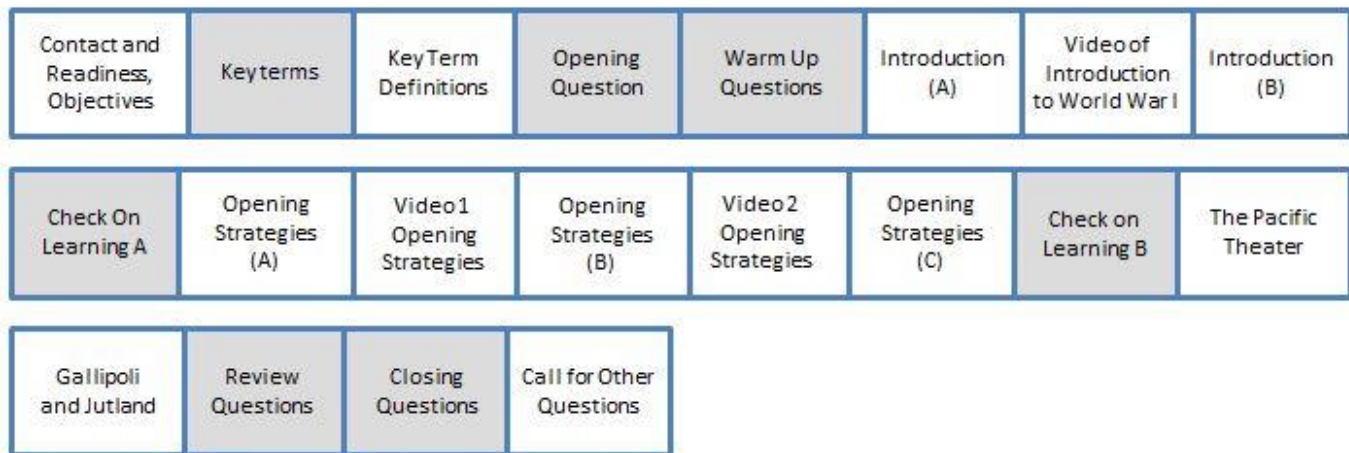 Contact and
Readiness,
Objectives
Key terms
Key Term
Definitions
Opening
Question
Warm Up
Questions
Introduction
(A)
Video of
Introduction
to World War I
Introduction
(B)
Check On
Learning A
Opening
Strategies
(A)
Video 1
Opening
Strategies
Opening
Strategies
(B)
Video 2
Opening
Strategies
Opening
Strategies
(C)
Check on
Learning B
The Pacific
Theater
Gallipoli
and Jutland
Review
Questions
Closing
Questions
Call for Other
Questions